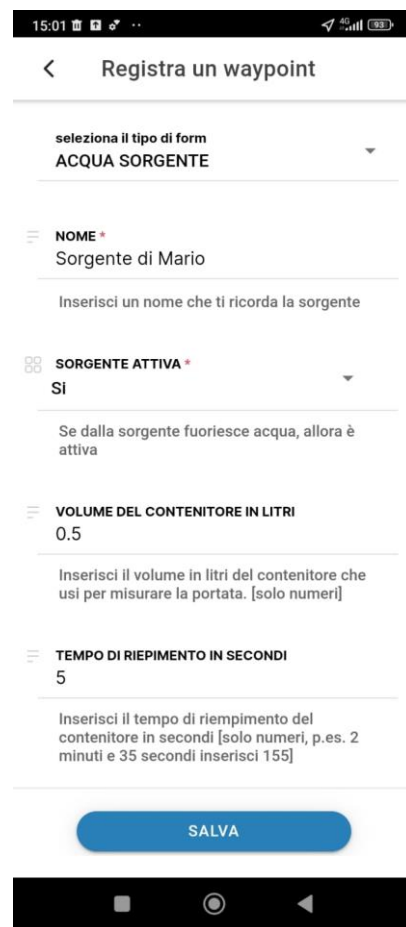 15:01
4G
93
Registra un waypoint
seleziona il tipo di form
ACQUA SORGENTE
NOME *
Sorgente di Mario
Inserisci un nome che ti ricorda la sorgente
SORGENTE ATTIVA *
Si
Se dalla sorgente fuoriesce acqua, allora è
attiva
VOLUME DEL CONTENITORE IN LITRI
0.5
Inserisci il volume in litri del contenitore che
usi per misurare la portata. [solo numeri]
TEMPO DI RIEPIMENTO IN SECONDI
5
Inserisci il tempo di riempimento del
contenitore in secondi [solo numeri, p.es. 2
minuti e 35 secondi inserisci 155]
SALVA